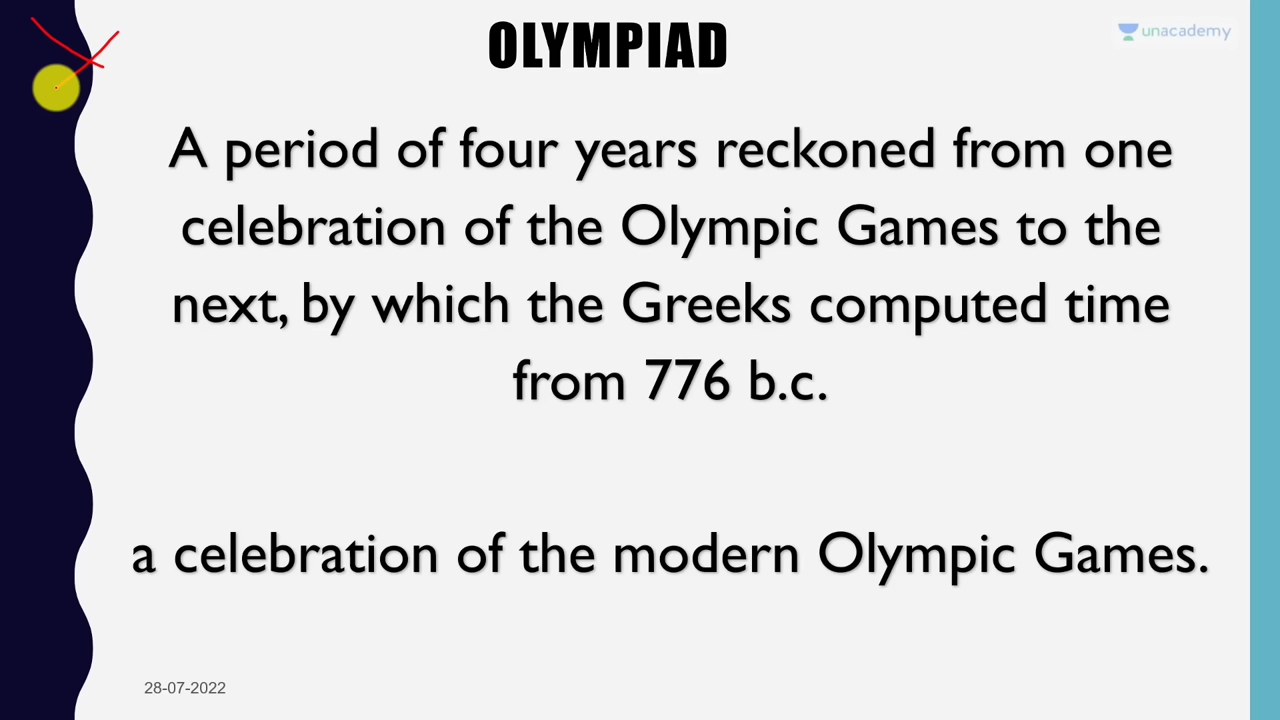 OLYMPIAD
unacademy
A period of four years reckoned from one
celebration of the Olympic Games to the
next, by which the Greeks computed time
from 776 b.c.
a celebration of the modern Olympic Games.
28-07-2022